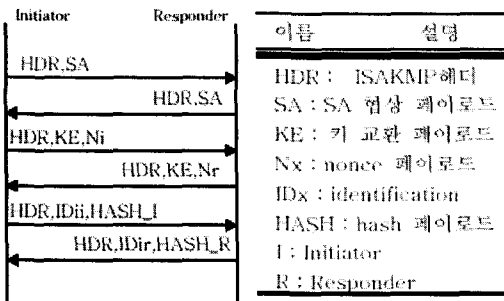 Initiator Responder
HDR,SA
HDR,SA
HDR,KE,Ni
HDR,KE,Nr
HDR,IDii,HASH_I
HDR,IDir,HASH_R
이름 설명
HDR : ISAKMP헤더
SA : SA 협상 페이로드
KE : 키 교환 페이로드
Nx : nonce 페이로드
IDx : identification
HASH : hash 페이로드
I : Initiator
R : Responder